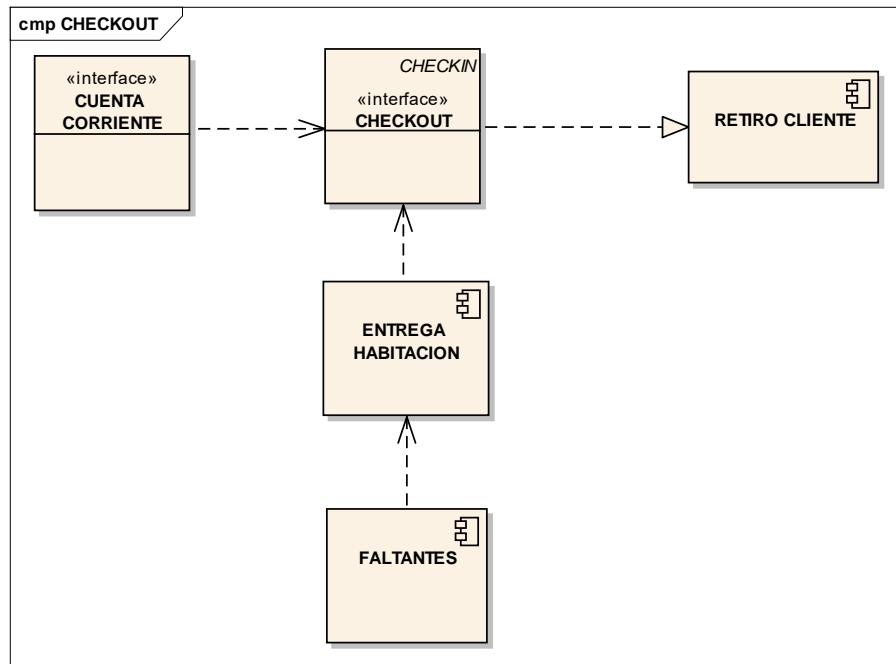 cmp CHECKOUT
«interface»
CUENTA
CORRIENTE
CHECKIN
«interface»
CHECKOUT
RETIRO CLIENTE
ENTREGA
HABITACION
FALTANTES